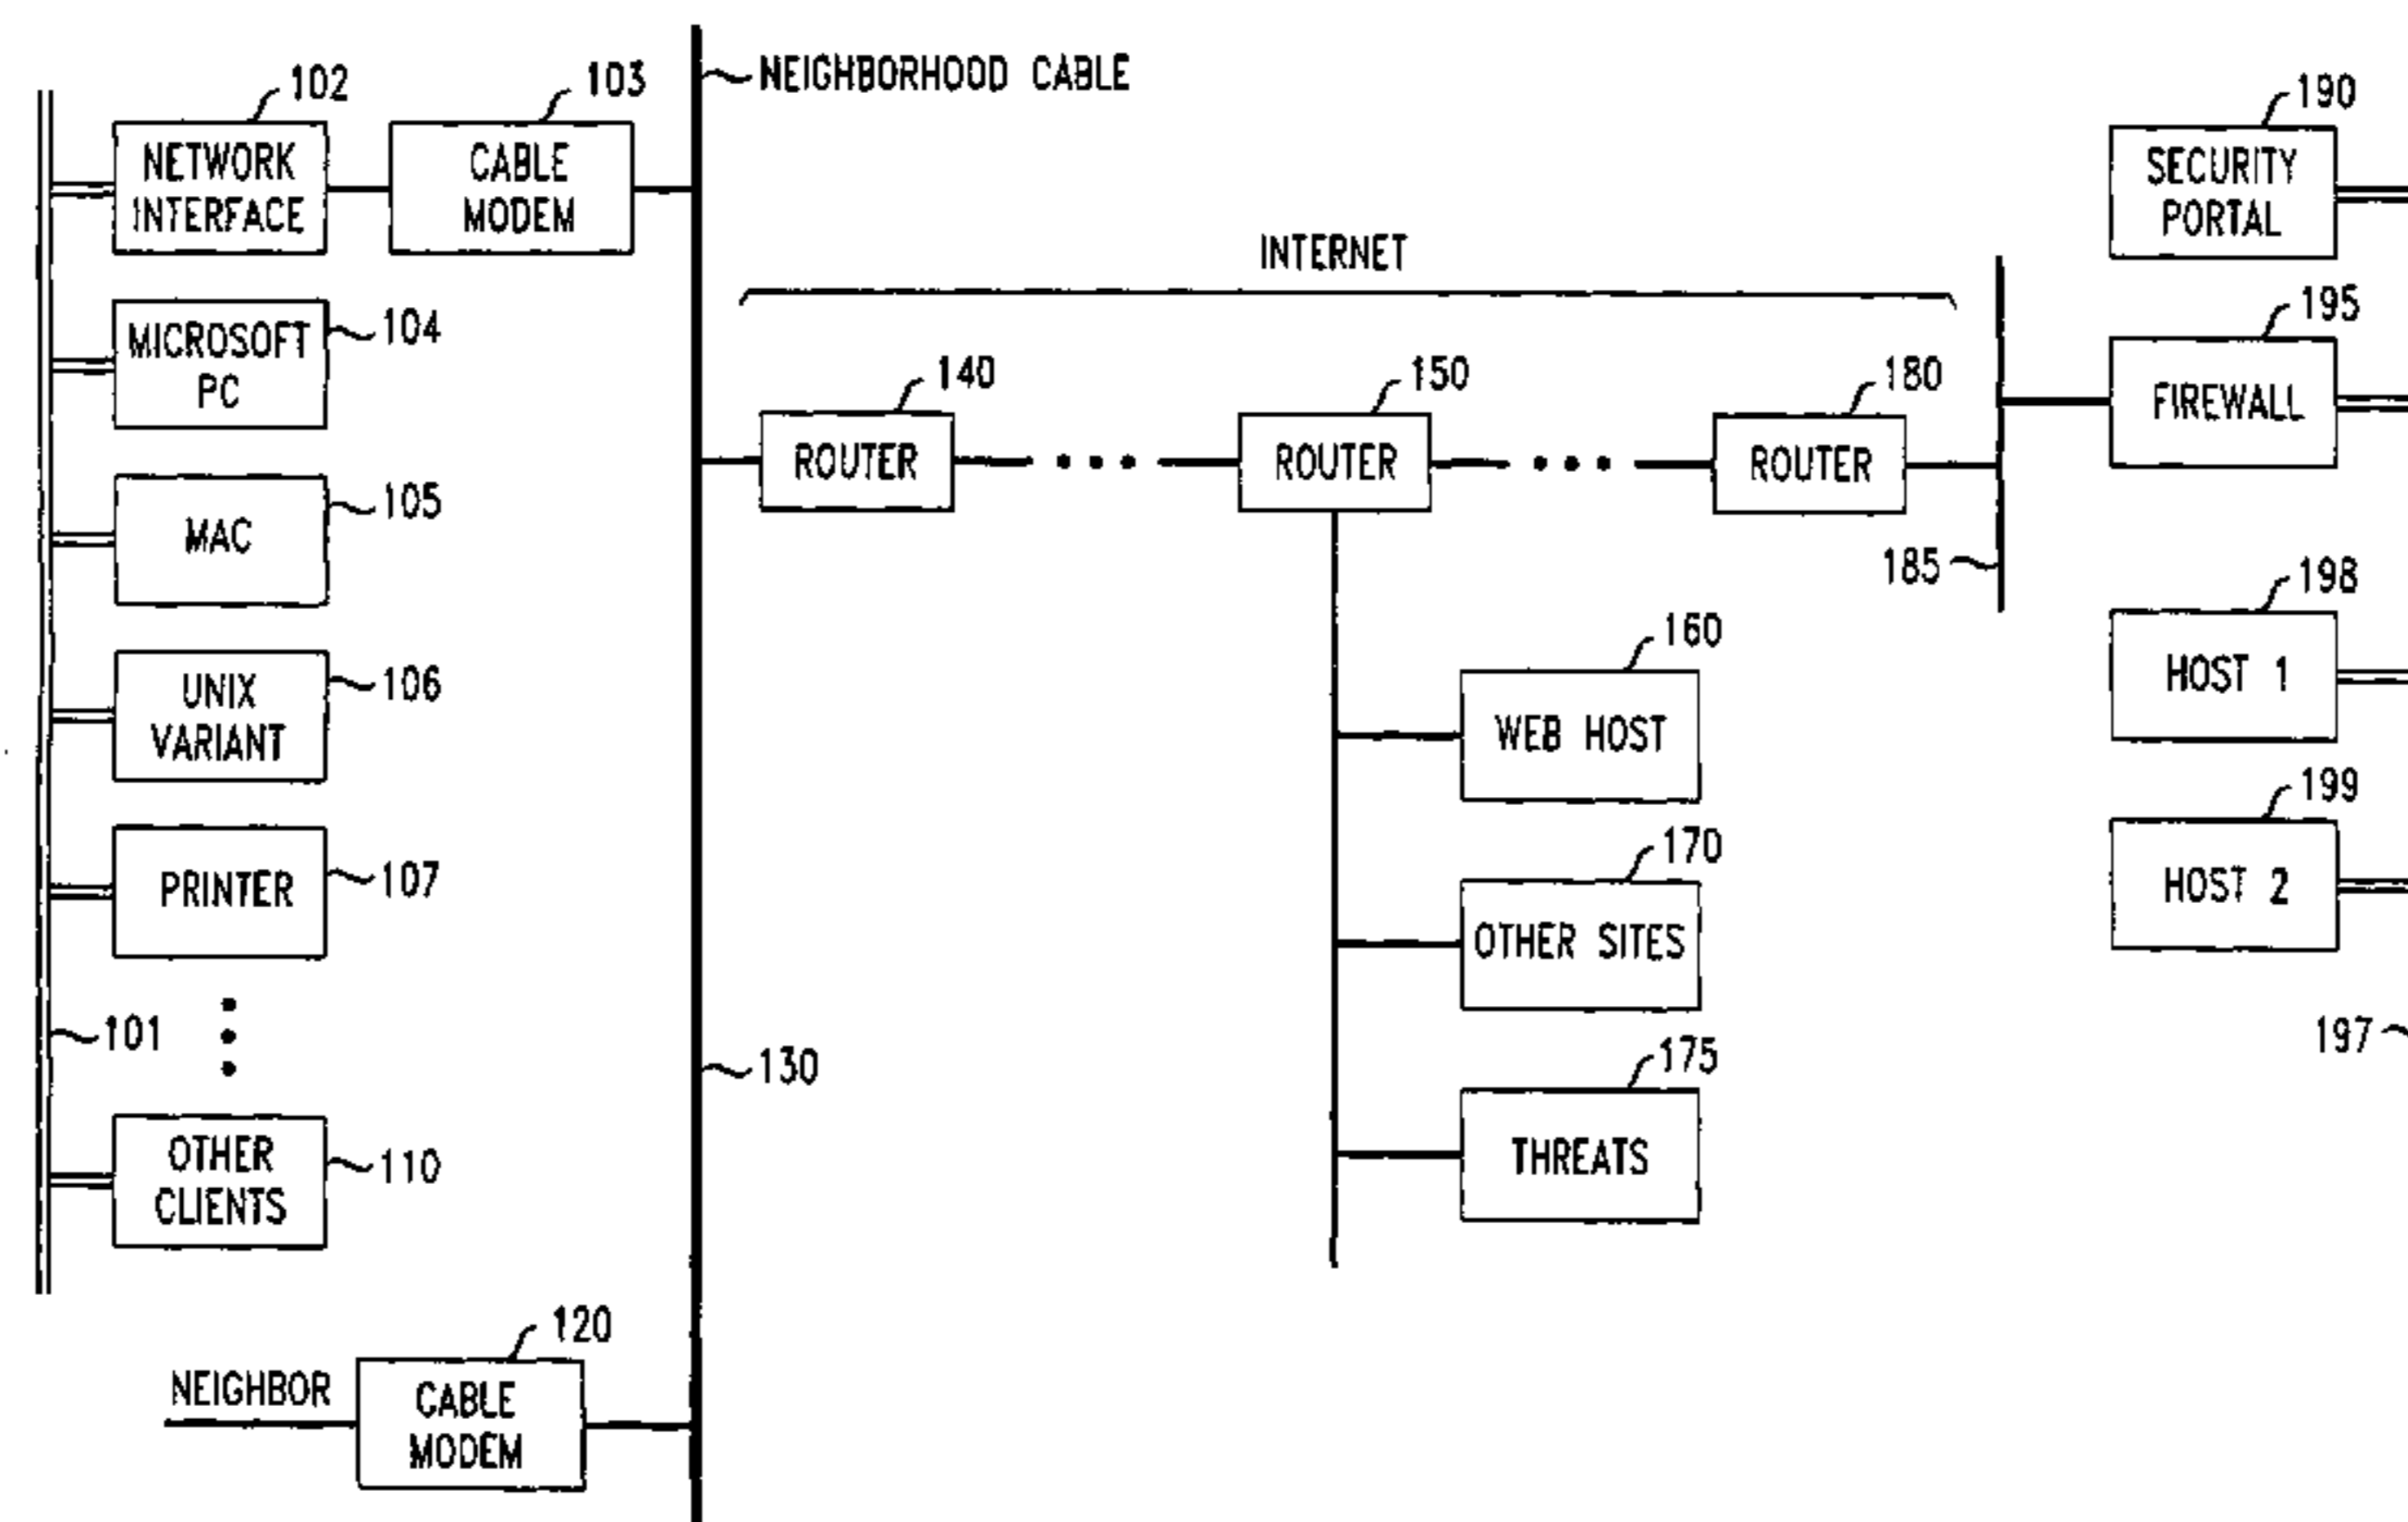 102
NETWORK
INTERFACE
103
CABLE
MODEM
104
MICROSOFT
PC
105
MAC
106
UNIX
VARIANT
107
PRINTER
101
110
OTHER
CLIENTS
120
NEIGHBOR
CABLE
MODEM
NEIGHBORHOOD CABLE
130
INTERNET
140
ROUTER
150
ROUTER
180
ROUTER
185
160
WEB HOST
170
OTHER SITES
175
THREATS
190
SECURITY
PORTAL
195
FIREWALL
198
HOST 1
199
HOST 2
197